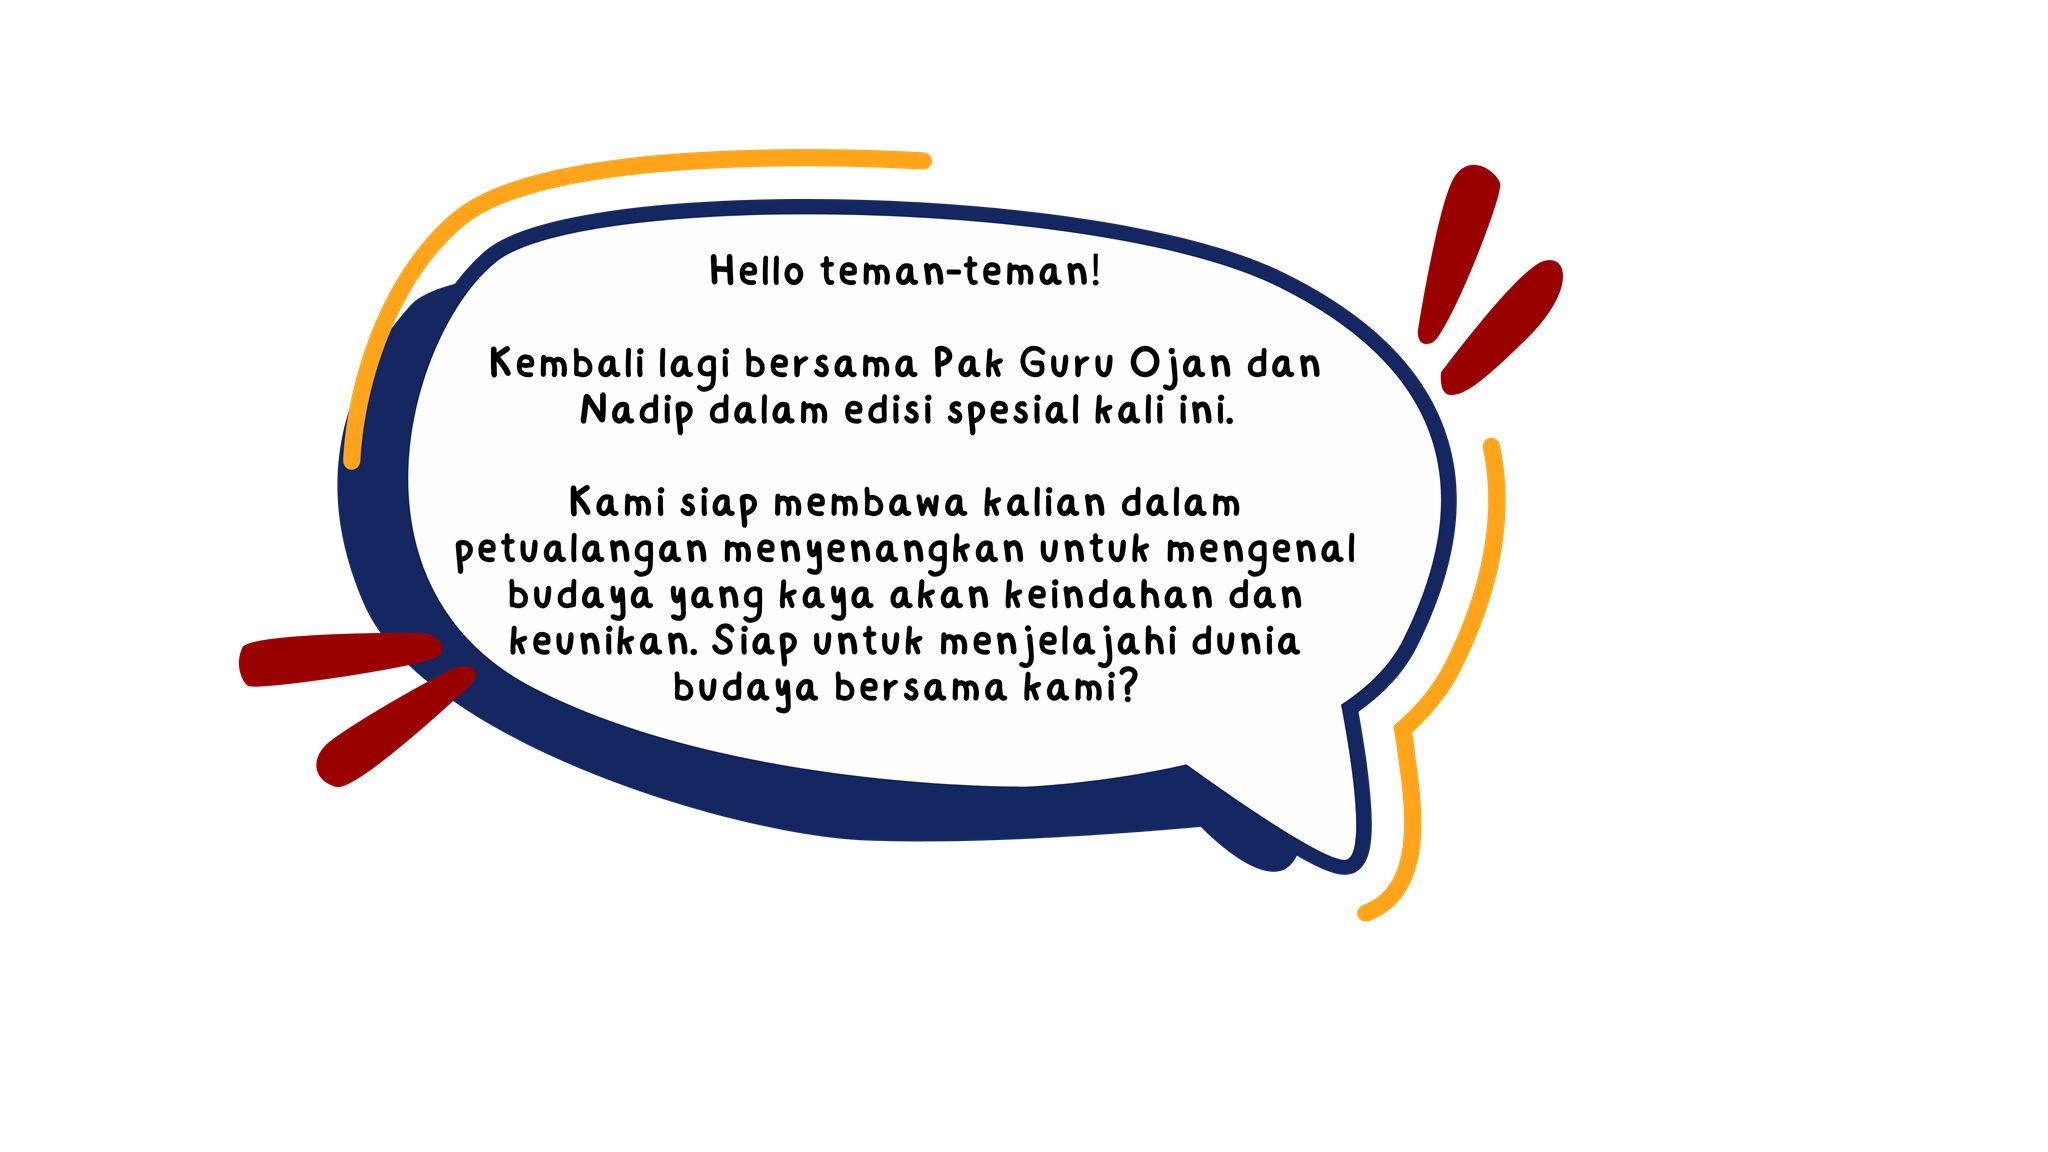 Hello teman-teman!
Kembali lagi bersama Pak Guru Ojan dan
Nadip dalam edisi spesial kali ini.
Kami siap membawa kalian dalam
petualangan menyenangkan untuk mengenal
budaya yang kaya akan keindahan dan
keunikan. Siap untuk menjelajahi dunia
budaya bersama kami?